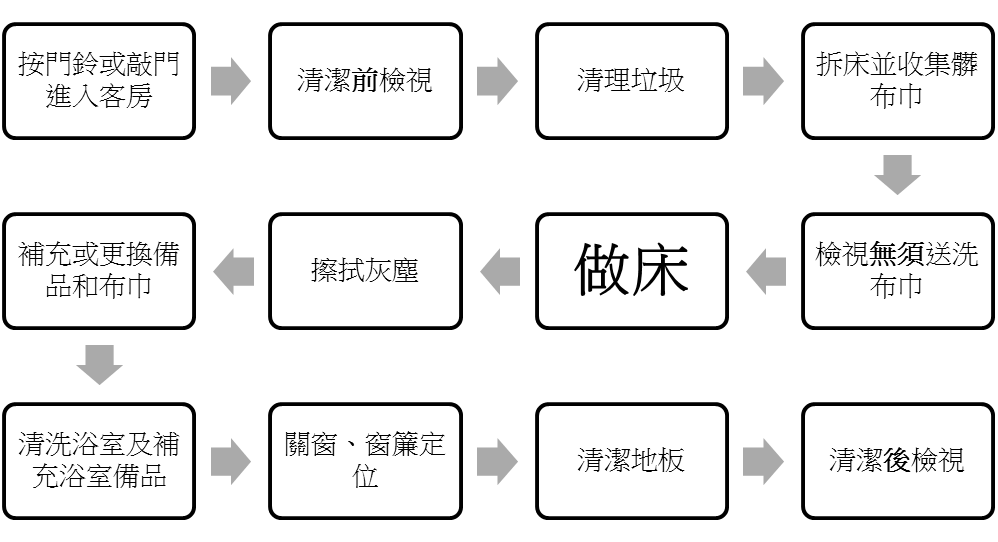 按門鈴或敲門
進入客房
清潔前檢視
清理垃圾
拆床並收集髒
布巾
檢視無須送洗
布巾
做床
擦拭灰塵
補充或更換備
品和布巾
清洗浴室及補
充浴室備品
關窗、窗簾定
位
清潔地板
清潔後檢視